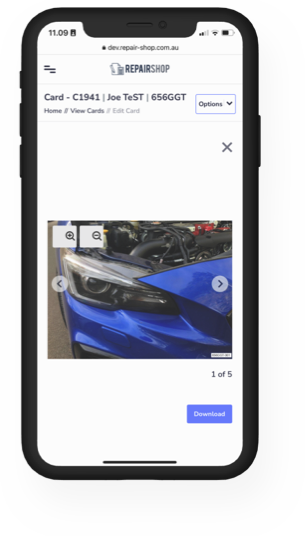 11.09
dev.repair-shop.com.au
REPAIRSHOP
Card - C1941 | Joe TeST | 656GGT
Options
Home // View Cards // Edit Card
1 of 5
Download